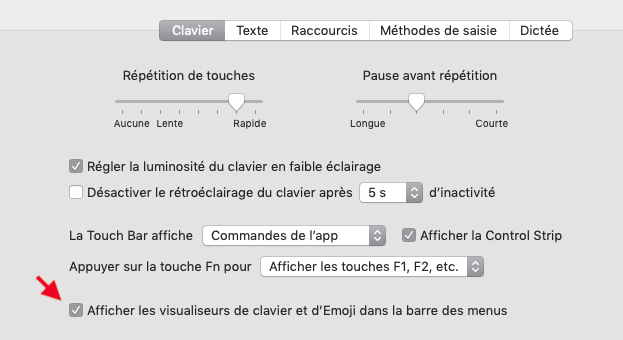 Clavier Texte Raccourcis Méthodes de saisie Dictée
Répétition de touches Pause avant répétition
Aucune Lente Rapide Longue Courte
Régler la luminosité du clavier en faible éclairage
Désactiver le rétroéclairage du clavier après 5 s d’inactivité
La Touch Bar affiche Commandes de l’app Afficher la Control Strip
Appuyer sur la touche Fn pour Afficher les touches F1, F2, etc.
Afficher les visualiseurs de clavier et d’Emoji dans la barre des menus